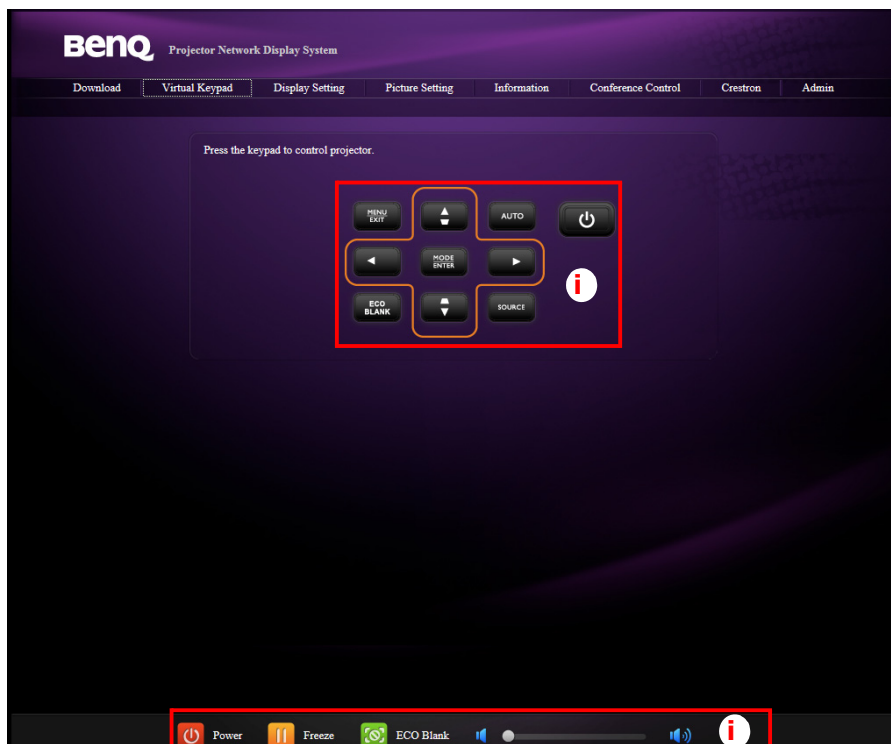 BenQ Projector Network Display System
Download Virtual Keypad Display Setting Picture Setting Information Conference Control Crestron Admin
Press the keypad to control projector.
MENU
EXIT
AUTO
MODE
ENTER
ECO
BLANK
SOURCE
i
Power Freeze ECO Blank i